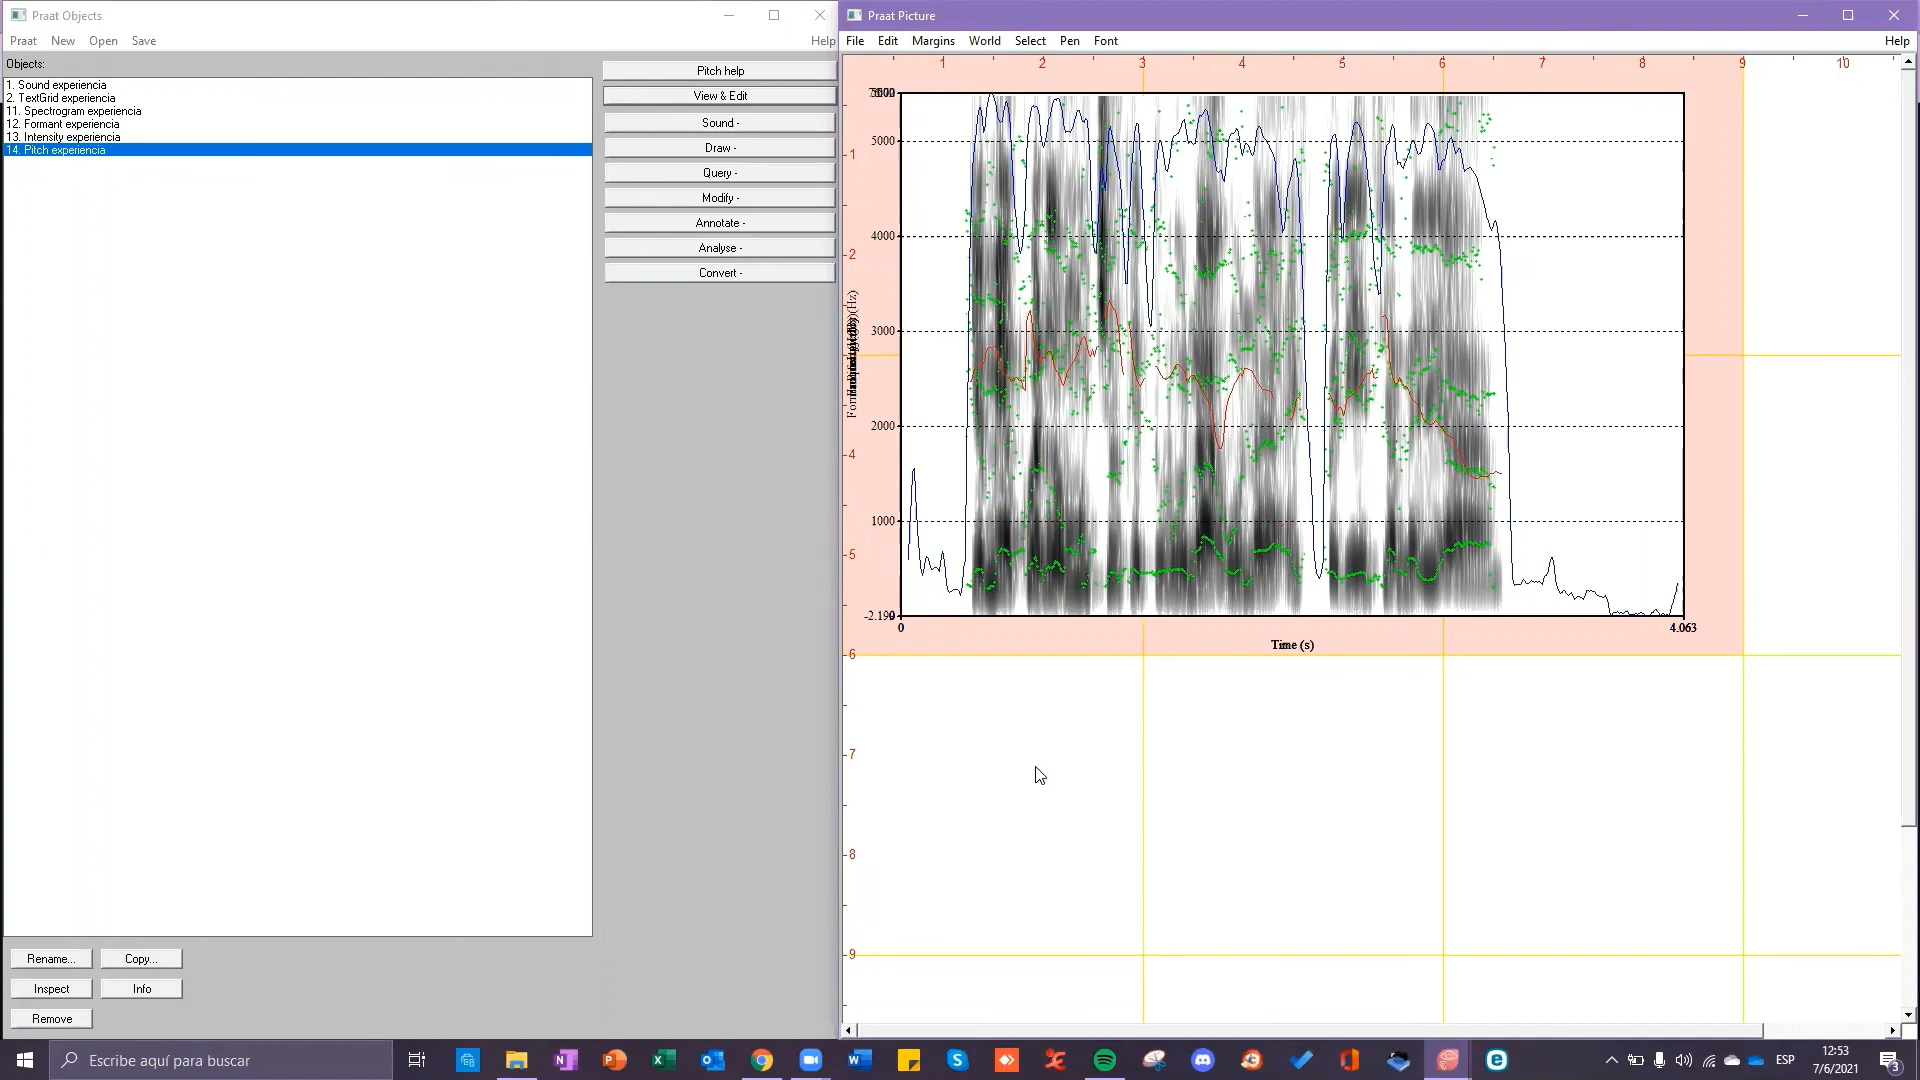 Praat Objects
Praat New Open Save Help
Objects:
1. Sound experiencia
2. TextGrid experiencia
11. Spectrogram experiencia
12. Formant experiencia
13. Intensity experiencia
14. Pitch experiencia
Pitch help
View & Edit
Sound -
Draw -
Query -
Modify -
Annotate -
Analyse -
Convert -
Rename... Copy...
Inspect Info
Remove
Praat Picture
File Edit Margins World Select Pen Font Help
1 2 3 4 5 6 7 8 9 10
1
2
4
5
6
7
8
9
5000
4000
3000
2000
1000
0 4.063
Time (s)
Escribe aquí para buscar
ESP
12:53
7/6/2021
3